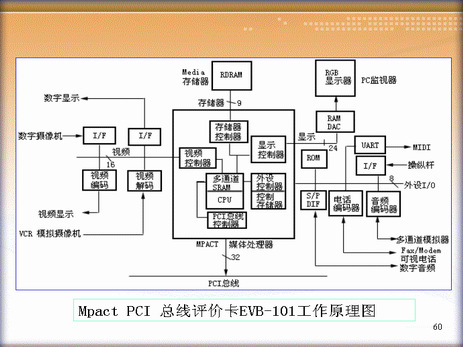 Media
存储器
RDRAM
RGB
显示器
PC监视器
数字显示
存储器
9
数字摄像机
I/F
I/F
存储器
控制器
显示
控制器
显示
24
RAM
DAC
UART
MIDI
视频
16
视频
控制器
ROM
I/F
操纵杆
视频
编码
视频
解码
多通道
SRAM
CPU
外设
控制器
控制
存储器
8
外设I/O
S/P
DIF
电话
编码器
音频
编码器
PCI总线
控制器
视频显示
VCR 模拟摄像机
MPACT 媒体处理器
多通道模拟器
Fax/Modem
可视电话
数字音频
32
PCI总线
Mpact PCI 总线评价卡EVB-101工作原理图
60